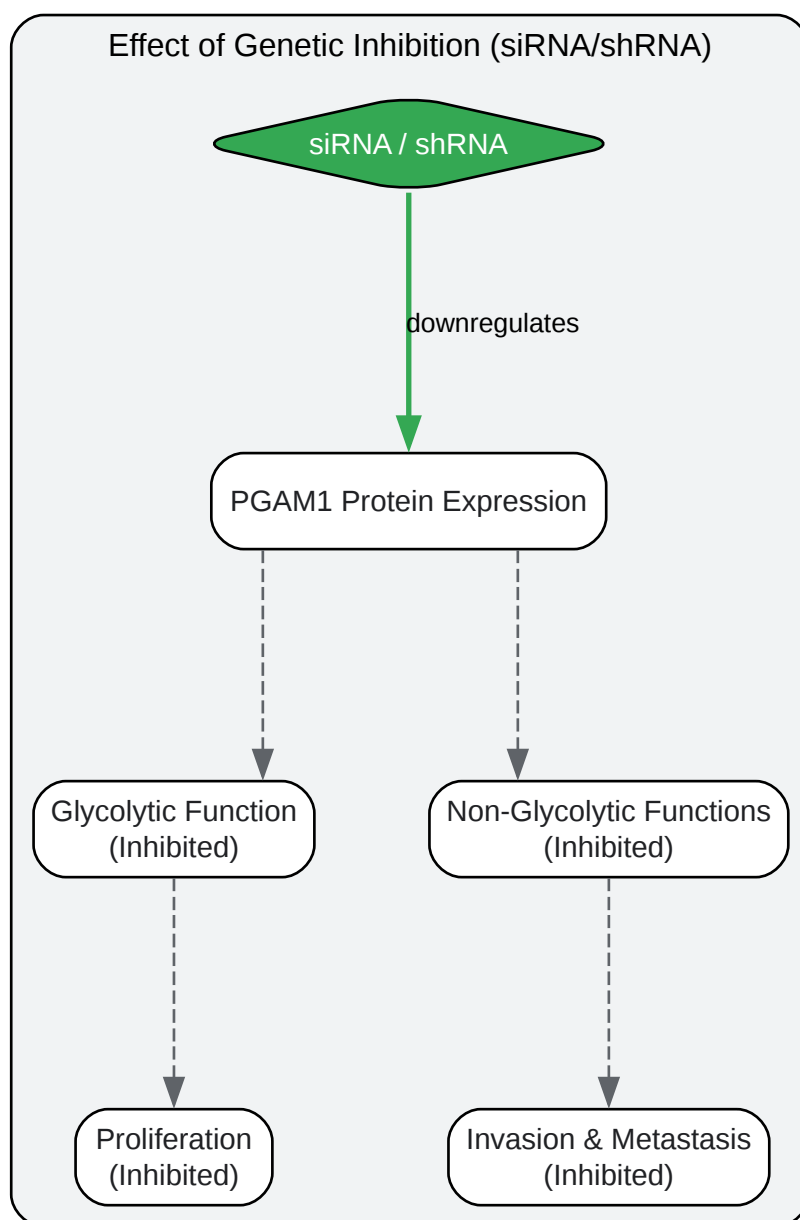 Effect of Genetic Inhibition (siRNA/shRNA)
siRNA / shRNA
downregulates
PGAM1 Protein Expression
Glycolytic Function
(Inhibited)
Non-Glycolytic Functions
(Inhibited)
Proliferation
(Inhibited)
Invasion & Metastasis
(Inhibited)